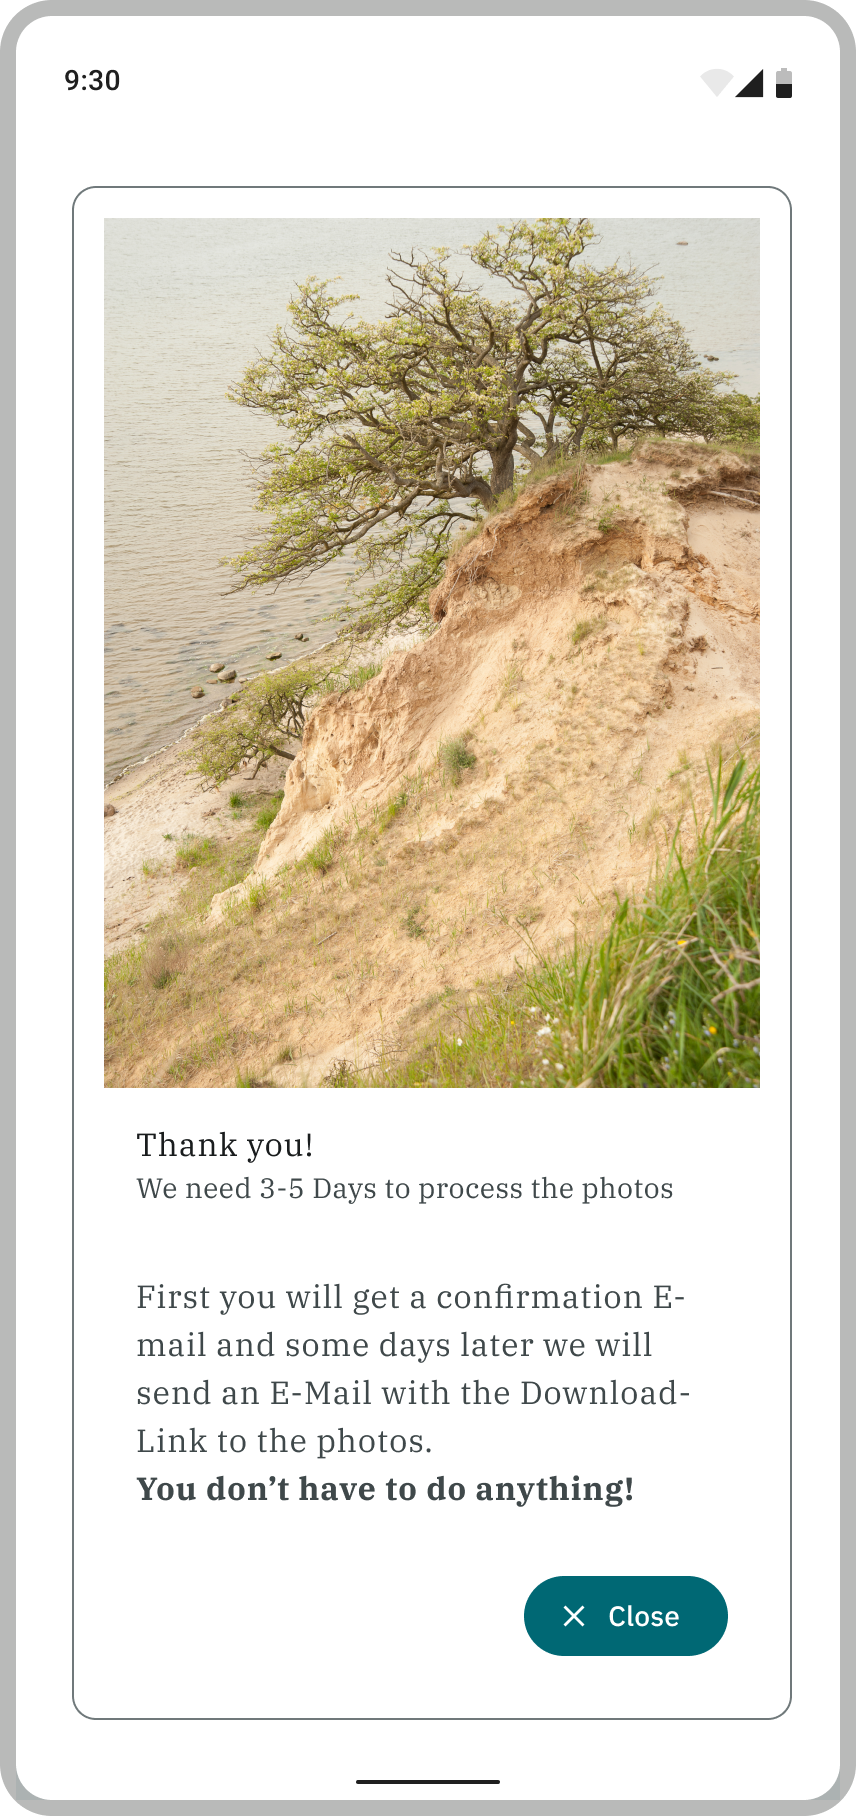 9:30
Thank you!
We need 3-5 Days to process the photos
First you will get a confirmation E-
mail and some days later we will
send an E-Mail with the Download-
Link to the photos.
You don’t have to do anything!
Close